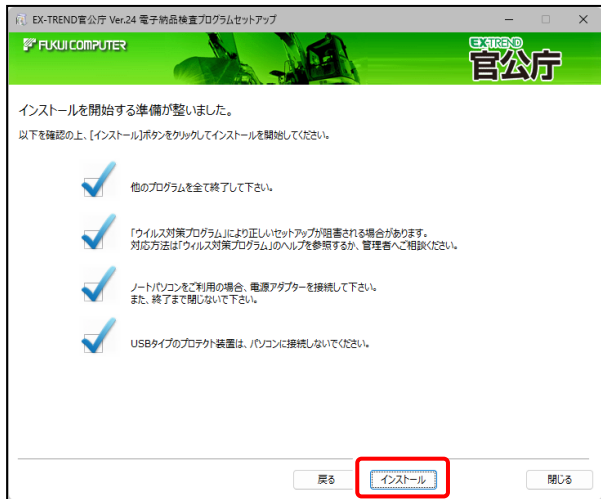 EX-TREND官公庁 Ver.24 電子納品検査プログラムセットアップ
FUKUI COMPUTER
EX-TREND
官公庁
インストールを開始する準備が整いました。
以下を確認の上、[インストール]ボタンをクリックしてインストールを開始してください。
他のプログラムを全て終了して下さい。
「ウイルス対策プログラム」により正しいセットアップが阻害される場合があります。
対応方法は「ウィルス対策プログラム」のヘルプを参照するか、管理者へご相談ください。
ノートパソコンをご利用の場合、電源アダプターを接続して下さい。
また、終了まで閉じないで下さい。
USBタイプのプロテクト装置は、パソコンに接続しないでください。
戻る
インストール
閉じる